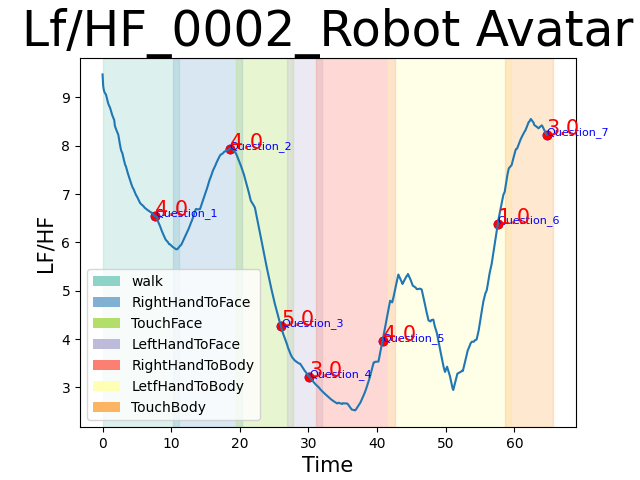 Lf/HF_0002_Robot Avatar
LF/HF
9
8
7
6
5
4
3
4.0
Question_1
4.0
Question_2
5.0
Question_3
3.0
Question_4
4.0
Question_5
1.0
Question_6
3.0
Question_7
walk
RightHandToFace
TouchFace
LeftHandToFace
RightHandToBody
LetfHandToBody
TouchBody
0 10 20 30 40 50 60
Time